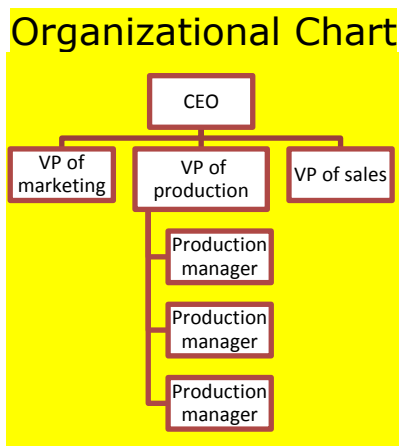 Organizational Chart
CEO
VP of
marketing
VP of
production
VP of sales
Production
manager
Production
manager
Production
manager